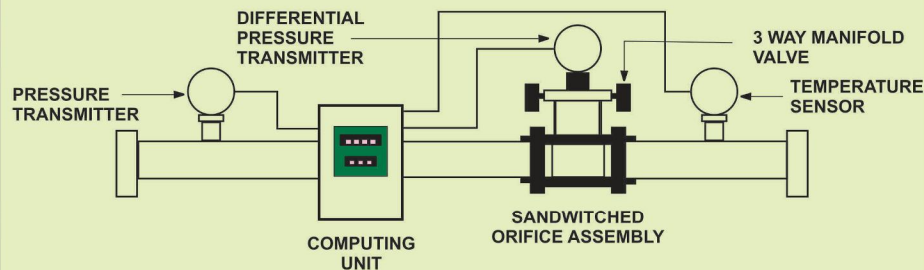 DIFFERENTIAL
PRESSURE
TRANSMITTER
3 WAY MANIFOLD
VALVE
PRESSURE
TRANSMITTER
TEMPERATURE
SENSOR
SANDWITCHED
ORIFICE ASSEMBLY
COMPUTING
UNIT